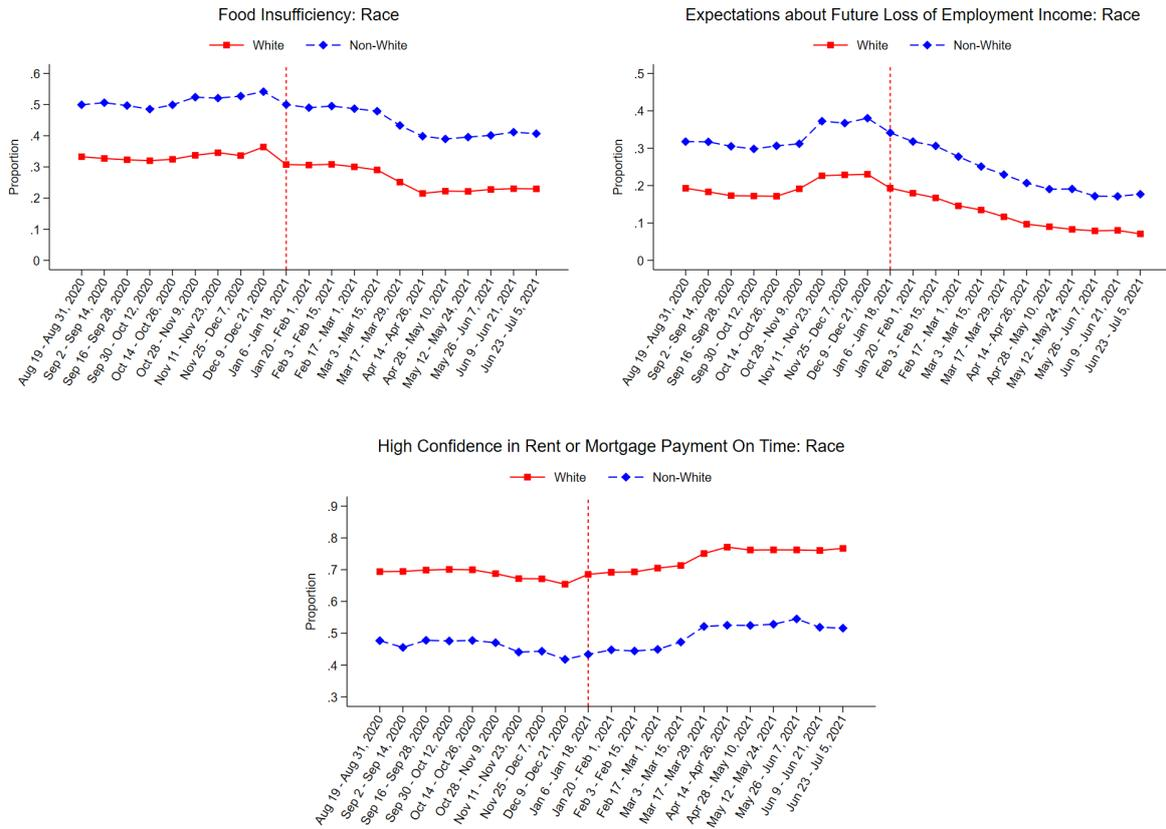 Food Insufficiency: Race
White Non-White
Proportion
.6
.5
.4
.3
.2
.1
0
Aug 19 - Aug 31, 2020
Sep 2 - Sep 14, 2020
Sep 16 - Sep 28, 2020
Sep 30 - Oct 12, 2020
Oct 14 - Oct 26, 2020
Oct 28 - Nov 9, 2020
Nov 11 - Nov 23, 2020
Nov 25 - Dec 7, 2020
Dec 9 - Dec 21, 2020
Jan 6 - Jan 18, 2021
Jan 20 - Feb 1, 2021
Feb 3 - Feb 15, 2021
Feb 17 - Mar 1, 2021
Mar 3 - Mar 15, 2021
Mar 17 - Mar 29, 2021
Apr 14 - Apr 26, 2021
Apr 28 - May 10, 2021
May 12 - May 24, 2021
May 26 - Jun 7, 2021
Jun 9 - Jun 21, 2021
Jun 23 - Jul 5, 2021
Expectations about Future Loss of Employment Income: Race
White Non-White
Proportion
.5
.4
.3
.2
.1
0
Aug 19 - Aug 31, 2020
Sep 2 - Sep 14, 2020
Sep 16 - Sep 28, 2020
Sep 30 - Oct 12, 2020
Oct 14 - Oct 26, 2020
Oct 28 - Nov 9, 2020
Nov 11 - Nov 23, 2020
Nov 25 - Dec 7, 2020
Dec 9 - Dec 21, 2020
Jan 6 - Jan 18, 2021
Jan 20 - Feb 1, 2021
Feb 3 - Feb 15, 2021
Feb 17 - Mar 1, 2021
Mar 3 - Mar 15, 2021
Mar 17 - Mar 29, 2021
Apr 14 - Apr 26, 2021
Apr 28 - May 10, 2021
May 12 - May 24, 2021
May 26 - Jun 7, 2021
Jun 9 - Jun 21, 2021
Jun 23 - Jul 5, 2021
High Confidence in Rent or Mortgage Payment On Time: Race
White Non-White
Proportion
.9
.8
.7
.6
.5
.4
.3
Aug 19 - Aug 31, 2020
Sep 2 - Sep 14, 2020
Sep 16 - Sep 28, 2020
Sep 30 - Oct 12, 2020
Oct 14 - Oct 26, 2020
Oct 28 - Nov 9, 2020
Nov 11 - Nov 23, 2020
Nov 25 - Dec 7, 2020
Dec 9 - Dec 21, 2020
Jan 6 - Jan 18, 2021
Jan 20 - Feb 1, 2021
Feb 3 - Feb 15, 2021
Feb 17 - Mar 1, 2021
Mar 3 - Mar 15, 2021
Mar 17 - Mar 29, 2021
Apr 14 - Apr 26, 2021
Apr 28 - May 10, 2021
May 12 - May 24, 2021
May 26 - Jun 7, 2021
Jun 9 - Jun 21, 2021
Jun 23 - Jul 5, 2021